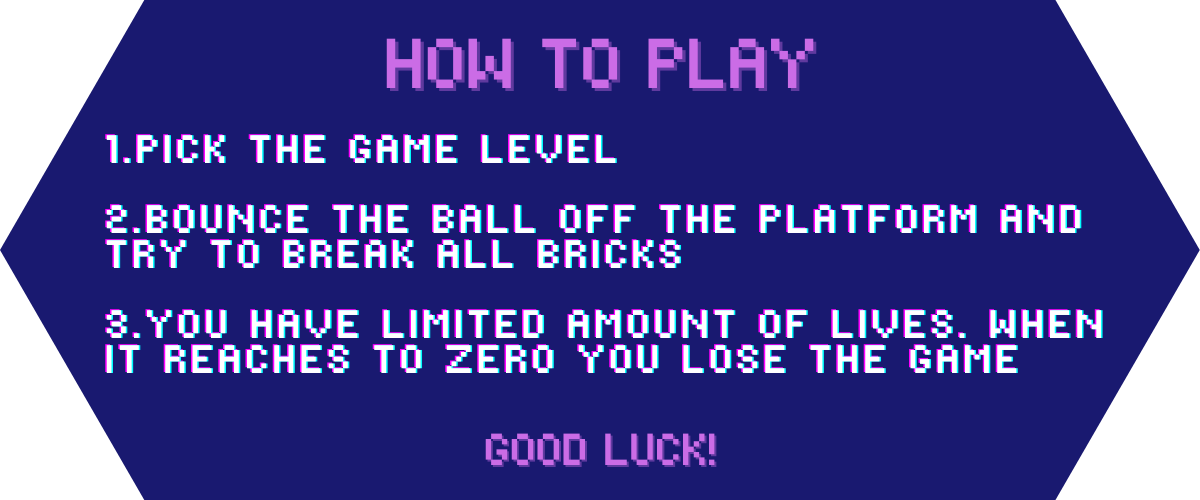 HOW TO PLAY
1.PICK THE GAME LEVEL
2.BOUNCE THE BALL OFF THE PLATFORM AND
TRY TO BREAK ALL BRICKS
3.YOU HAVE LIMITED AMOUNT OF LIVES. WHEN
IT REACHES TO ZERO YOU LOSE THE GAME
GOOD LUCK!